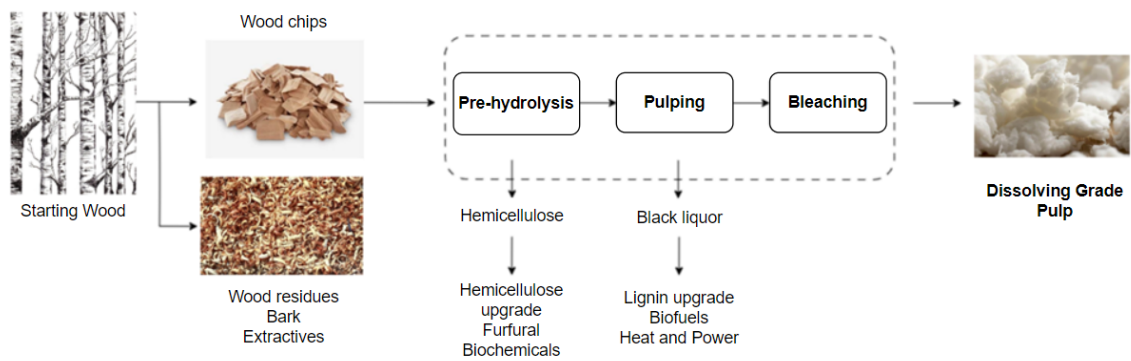 Wood chips
Starting Wood
Wood residues
Bark
Extractives
Pre-hydrolysis
Pulping
Bleaching
Hemicellulose
Black liquor
Hemicellulose
upgrade
Furfural
Biochemicals
Lignin upgrade
Biofuels
Heat and Power
Dissolving Grade
Pulp